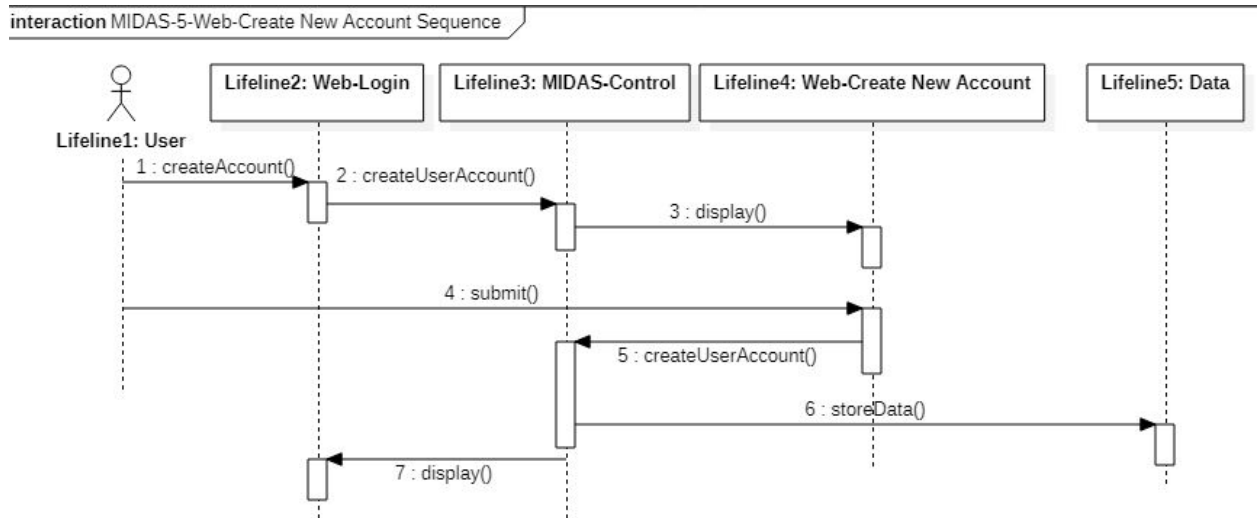 interaction MIDAS-5-Web-Create New Account Sequence
Lifeline2: Web-Login
Lifeline3: MIDAS-Control
Lifeline4: Web-Create New Account
Lifeline5: Data
Lifeline1: User
1 : createAccount()
2 : createUserAccount()
3 : display()
4 : submit()
5 : createUserAccount()
6 : storeData()
7 : display()